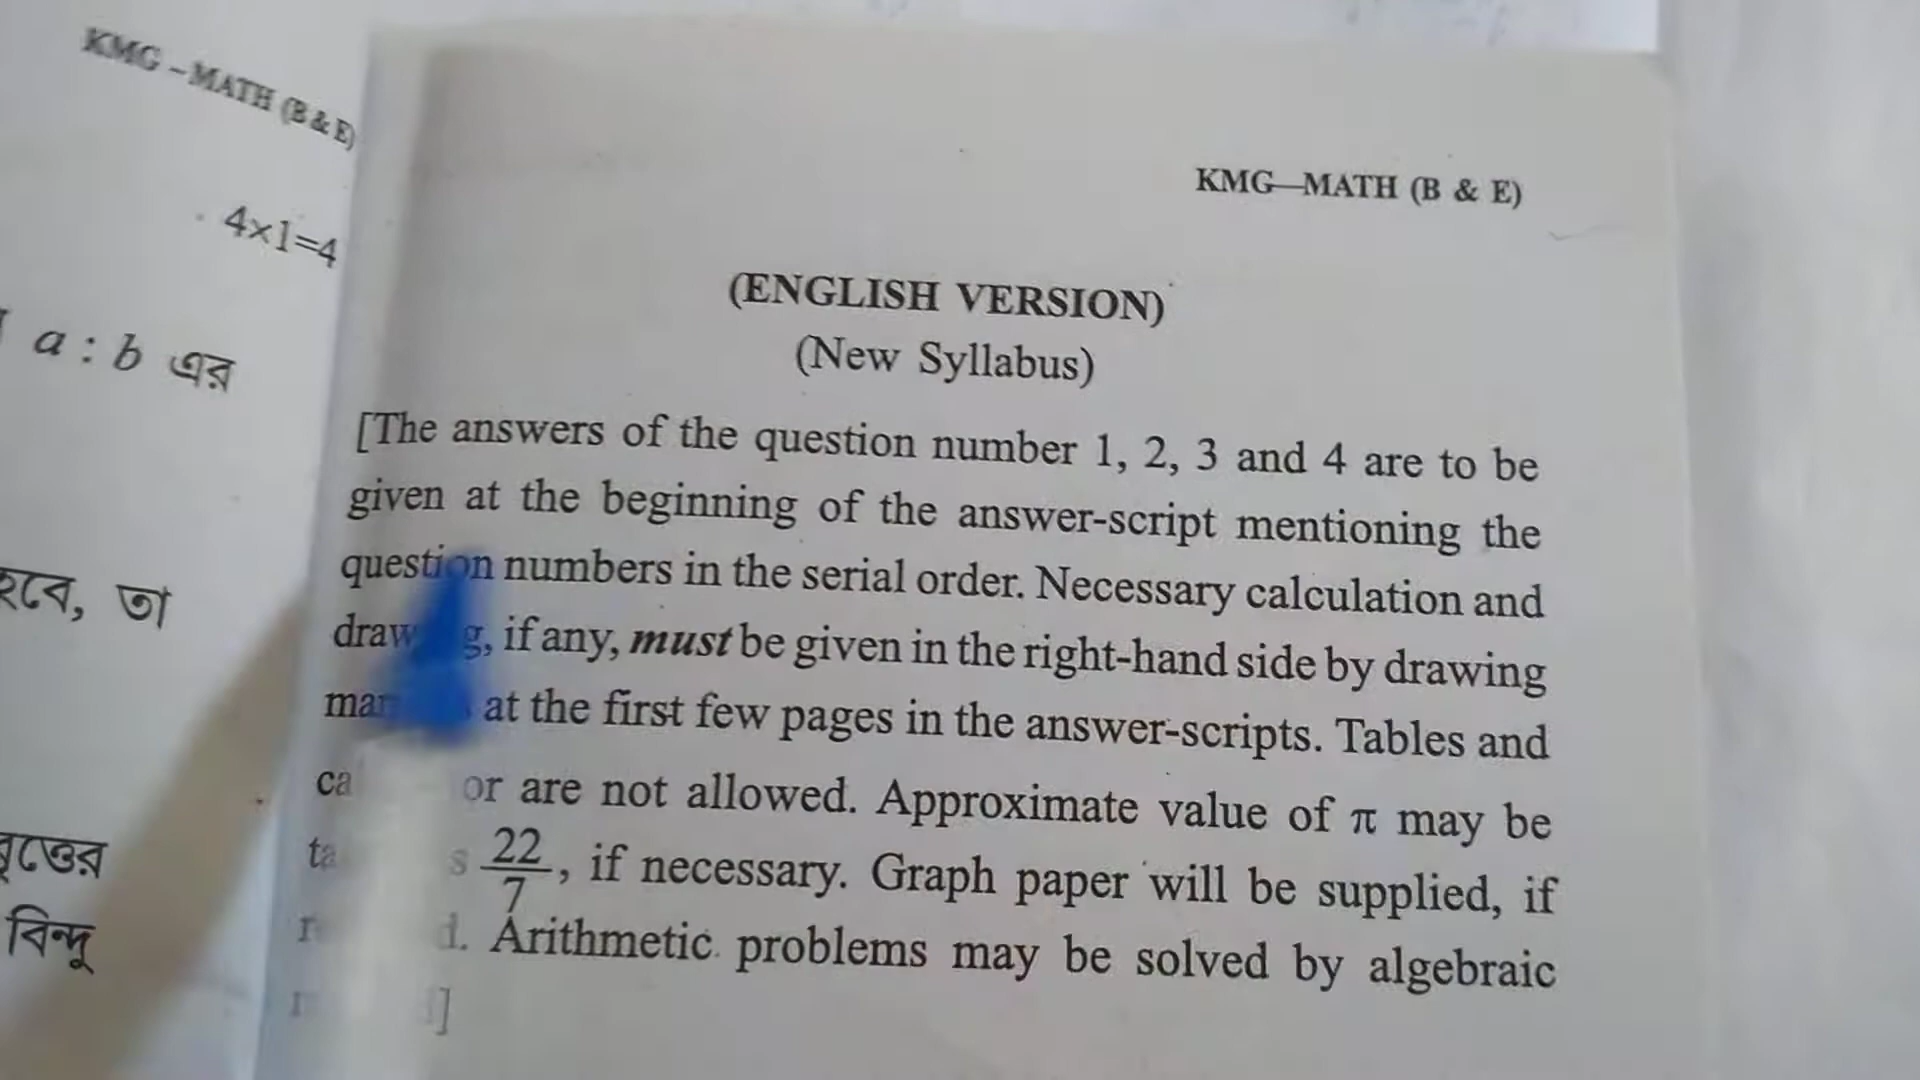 KMG – MATH (B & E)
4×1=4
a : b এর
হবে, তা
বৃত্তের
বিন্দু
KMG—MATH (B & E)
(ENGLISH VERSION)
(New Syllabus)
[The answers of the question number 1, 2, 3 and 4 are to be
given at the beginning of the answer-script mentioning the
question numbers in the serial order. Necessary calculation and
if any, must be given in the right-hand side by drawing
at the first few pages in the answer-scripts. Tables and
are not allowed. Approximate value of π may be
22/7, if necessary. Graph paper will be supplied, if
Arithmetic problems may be solved by algebraic